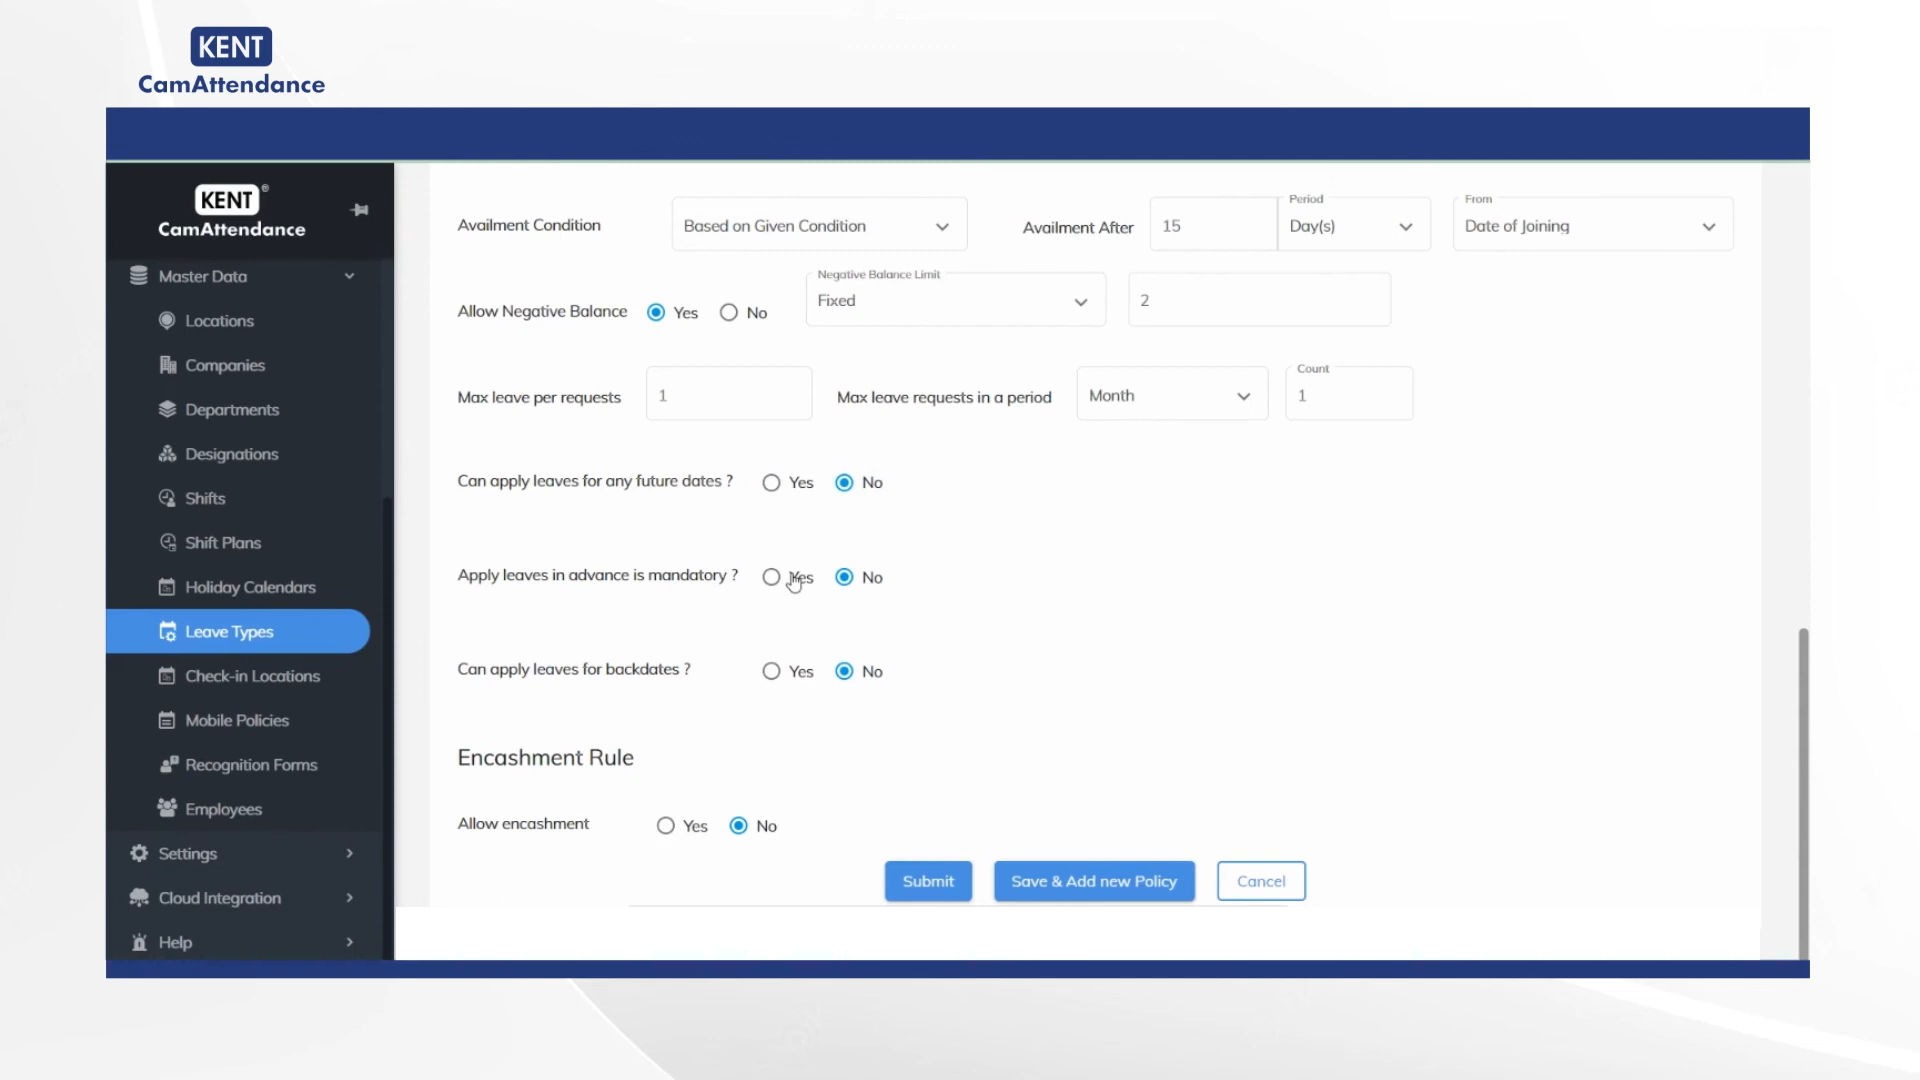 KENT
CamAttendance
KENT®
CamAttendance
Master Data
Locations
Companies
Departments
Designations
Shifts
Shift Plans
Holiday Calendars
Leave Types
Check-in Locations
Mobile Policies
Recognition Forms
Employees
Settings
Cloud Integration
Help
Availment Condition Based on Given Condition Availment After 15 Period Day(s) From Date of Joining
Allow Negative Balance Yes No Negative Balance Limit Fixed 2
Max leave per requests 1 Max leave requests in a period Month Count 1
Can apply leaves for any future dates ? Yes No
Apply leaves in advance is mandatory ? Yes No
Can apply leaves for backdates ? Yes No
Encashment Rule
Allow encashment Yes No
Submit Save & Add new Policy Cancel